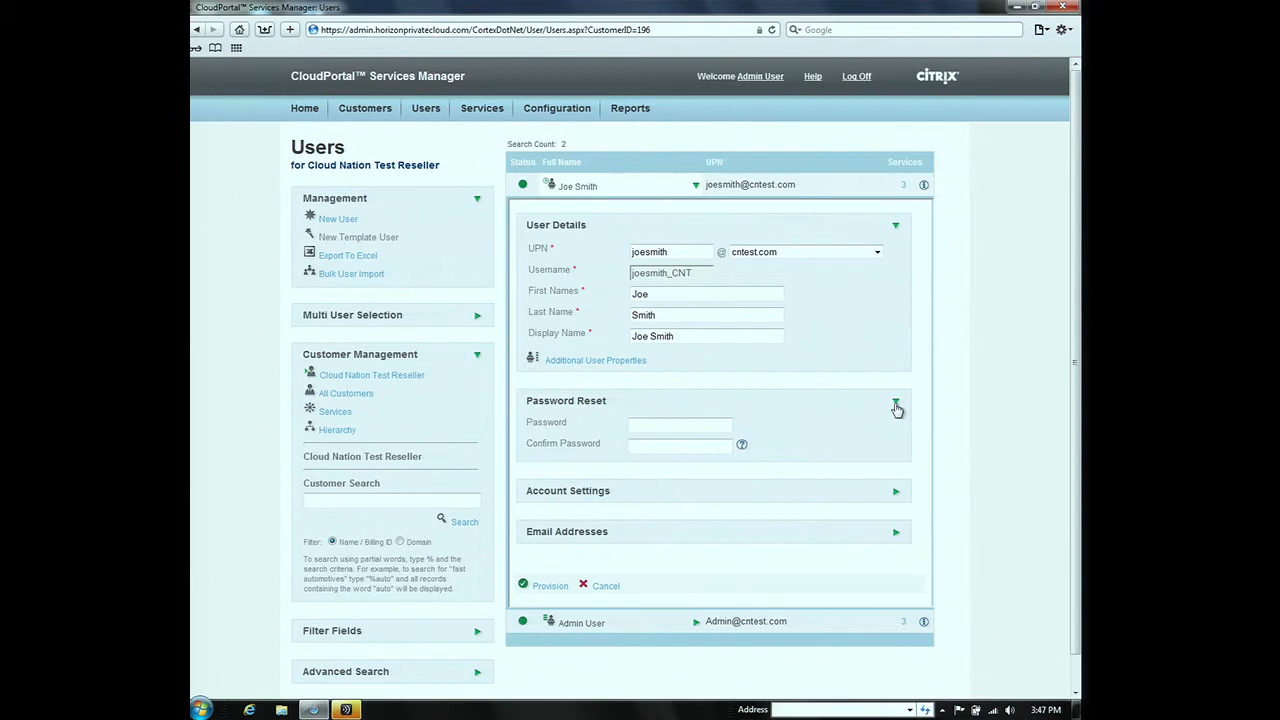 CloudPortal™ Services Manager: Users
https://admin.horizonprivatecloud.com/CortexDotNet/User/Users.aspx?CustomerID=196
Google
CloudPortal™ Services Manager
Welcome Admin User
Help
Log Off
CITRIX
Home
Customers
Users
Services
Configuration
Reports
Users
for Cloud Nation Test Reseller
Management
New User
New Template User
Export To Excel
Bulk User Import
Multi User Selection
Customer Management
Cloud Nation Test Reseller
All Customers
Services
Hierarchy
Cloud Nation Test Reseller
Customer Search
Search
Filter: Name / Billing ID Domain
To search using partial words, type % and the
search criteria. For example, to search for "fast
automotives" type "%auto" and all records
containing the word "auto" will be displayed.
Filter Fields
Advanced Search
Search Count: 2
Status Full Name UPN Services
Joe Smith joesmith@cntest.com 3
User Details
UPN * joesmith @ cntest.com
Username * joesmith_CNT
First Names * Joe
Last Name * Smith
Display Name * Joe Smith
Additional User Properties
Password Reset
Password
Confirm Password
Account Settings
Email Addresses
Provision Cancel
Admin User Admin@cntest.com 3
Address
3:47 PM